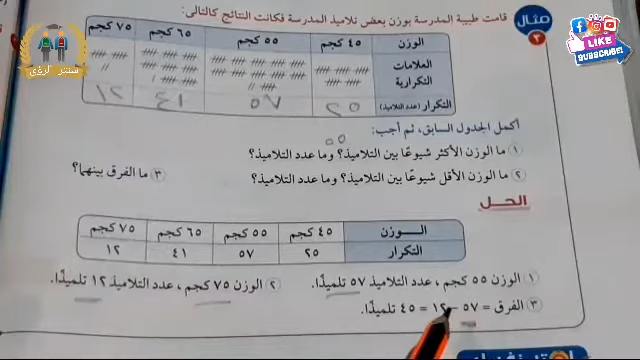 مثال
٢
قامت طبيبة المدرسة بوزن بعض تلاميذ المدرسة فكانت النتائج كالتالى:
الوزن ٤٥ كجم ٥٥ كجم ٦٥ كجم ٧٥ كجم
العلامات التكرارية
التكرار (عدد التلاميذ) ٢٥ ٥٧ ٤١ ١٢
أكمل الجدول السابق، ثم أجب:
٥٥
١ ما الوزن الأكثر شيوعًا بين التلاميذ؟ وما عدد التلاميذ؟
٢ ما الوزن الأقل شيوعًا بين التلاميذ؟ وما عدد التلاميذ؟ ٣ ما الفرق بينهما؟
الحل
الوزن ٤٥ كجم ٥٥ كجم ٦٥ كجم ٧٥ كجم
التكرار ٢٥ ٥٧ ٤١ ١٢
١ الوزن ٥٥ كجم ، عدد التلاميذ ٥٧ تلميذًا. ٢ الوزن ٧٥ كجم ، عدد التلاميذ ١٢ تلميذًا.
٣ الفرق = ٥٧ − ١٢ = ٤٥ تلميذًا.
LIKE
SUBSCRIBE!
سنتر الرؤى